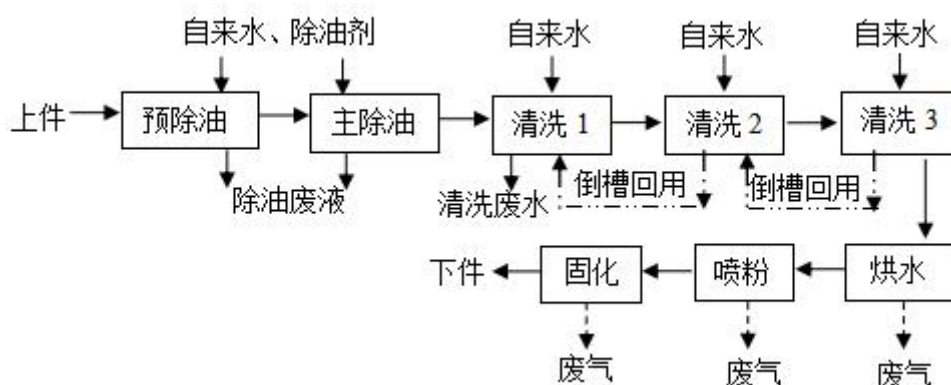 自来水、除油剂
自来水
自来水
自来水
上件
预除油
主除油
清洗 1
清洗 2
清洗 3
除油废液
清洗废水
倒槽回用
倒槽回用
下件
固化
喷粉
烘水
废气
废气
废气